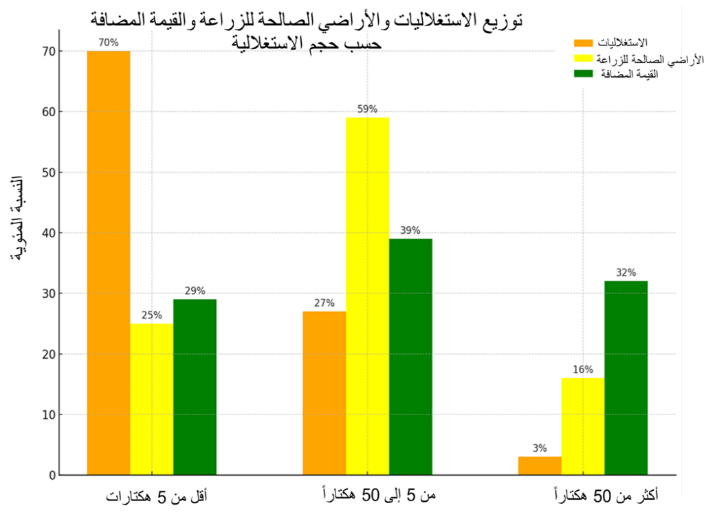 توزيع الاستغلاليات والأراضي الصالحة للزراعة والقيمة المضافة
حسب حجم الاستغلالية
الاستغلاليات
الأراضي الصالحة للزراعة
القيمة المضافة
النسبة المئوية
70
60
50
40
30
20
10
0
70%
25%
29%
27%
59%
39%
3%
16%
32%
أقل من 5 هكتارات
من 5 إلى 50 هكتاراً
أكثر من 50 هكتاراً